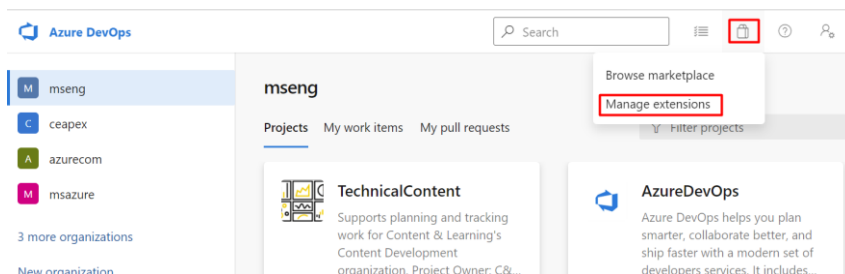 Azure DevOps
Search
M mseng
C ceapex
A azurecom
M msazure
3 more organizations
New organization
mseng
Projects My work items My pull requests
Browse marketplace
Manage extensions
Filter projects
TechnicalContent
Supports planning and tracking
work for Content & Learning's
Content Development
organization. Project Owner: C&...
AzureDevOps
Azure DevOps helps you plan
smarter, collaborate better, and
ship faster with a modern set of
developers services. It includes...